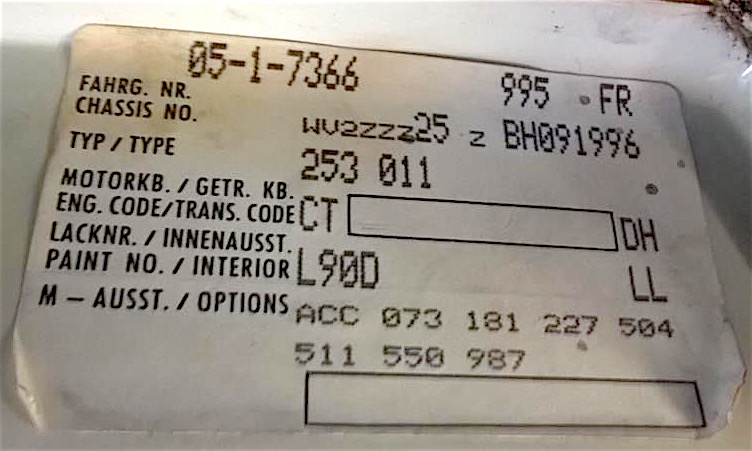 05-1-7366 995 FR
FAHRG. NR.
CHASSIS NO. WV2ZZZ25 Z BH091996
TYP / TYPE 253 011
MOTORKB. / GETR. KB.
ENG. CODE/TRANS. CODE CT DH
LACKNR. / INNENAUSST.
PAINT NO. / INTERIOR L90D LL
M – AUSST. / OPTIONS ACC 073 181 227 504
511 550 987